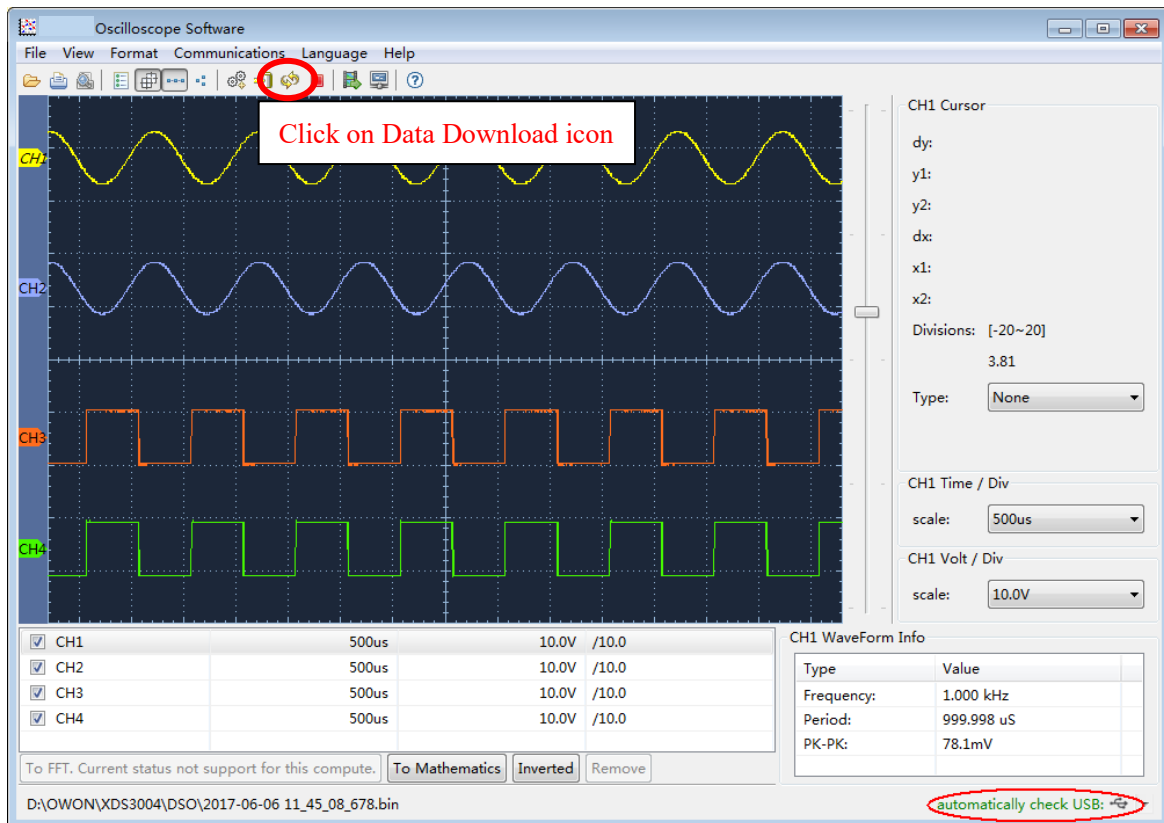 Oscilloscope Software
File View Format Communications Language Help
Click on Data Download icon
CH1
CH2
CH3
CH4
CH1 Cursor
dy:
y1:
y2:
dx:
x1:
x2:
Divisions: [-20~20]
3.81
Type: None
CH1 Time / Div
scale: 500us
CH1 Volt / Div
scale: 10.0V
CH1 500us 10.0V /10.0
CH2 500us 10.0V /10.0
CH3 500us 10.0V /10.0
CH4 500us 10.0V /10.0
To FFT. Current status not support for this compute. To Mathematics Inverted Remove
CH1 WaveForm Info
Type Value
Frequency: 1.000 kHz
Period: 999.998 uS
PK-PK: 78.1mV
D:\OWON\XDS3004\DSO\2017-06-06 11_45_08_678.bin
automatically check USB: